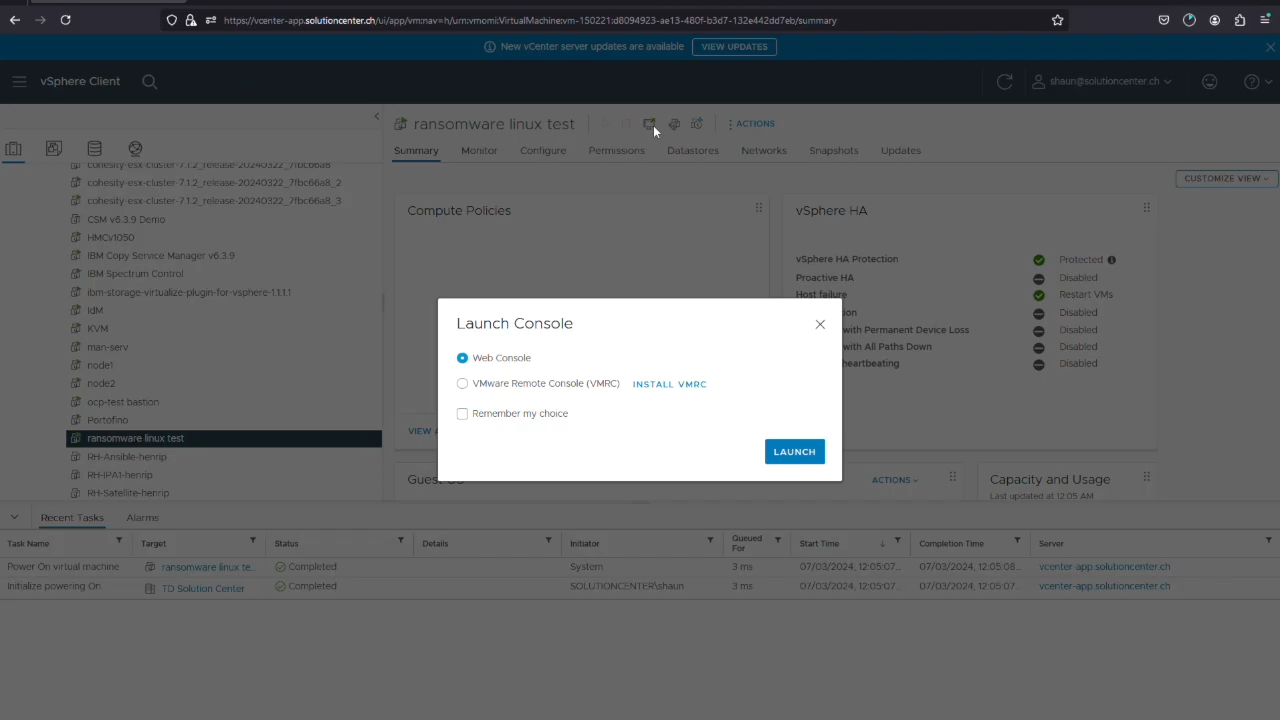 https://vcenter-app.solutioncenter.ch/ui/app/vm;nav=h/urn:vmomi:VirtualMachine:vm-150221:d8094923-ae13-480f-b3d7-132e442dd7eb/summary
New vCenter server updates are available VIEW UPDATES
vSphere Client
shaun@solutioncenter.ch
ransomware linux test
ACTIONS
Summary Monitor Configure Permissions Datastores Networks Snapshots Updates
CUSTOMIZE VIEW
cohesity-esx-cluster-7.1.2_release-20240322_7fbc66a8
cohesity-esx-cluster-7.1.2_release-20240322_7fbc66a8_2
cohesity-esx-cluster-7.1.2_release-20240322_7fbc66a8_3
CSM v6.3.9 Demo
HMCv1050
IBM Copy Service Manager v6.3.9
IBM Spectrum Control
ibm-storage-virtualize-plugin-for-vsphere-1.1.1.1
IdM
KVM
man-serv
node1
node2
ocp-test bastion
Portofino
ransomware linux test
RH-Ansible-henrip
RH-IPA1-henrip
RH-Satellite-henrip
Compute Policies
VIEW
vSphere HA
vSphere HA Protection Protected
Proactive HA Disabled
Host failure Restart VMs
Disabled
with Permanent Device Loss Disabled
with All Paths Down Disabled
heartbeating Disabled
Launch Console
Web Console
VMware Remote Console (VMRC) INSTALL VMRC
Remember my choice
LAUNCH
ACTIONS
Capacity and Usage
Last updated at 12:05 AM
Recent Tasks Alarms
Task Name Target Status Details Initiator Queued For Start Time Completion Time Server
Power On virtual machine ransomware linux te... Completed System 3 ms 07/03/2024, 12:05:07... 07/03/2024, 12:05:08... vcenter-app.solutioncenter.ch
Initialize powering On TD Solution Center Completed SOLUTIONCENTER\shaun 3 ms 07/03/2024, 12:05:07... 07/03/2024, 12:05:07... vcenter-app.solutioncenter.ch